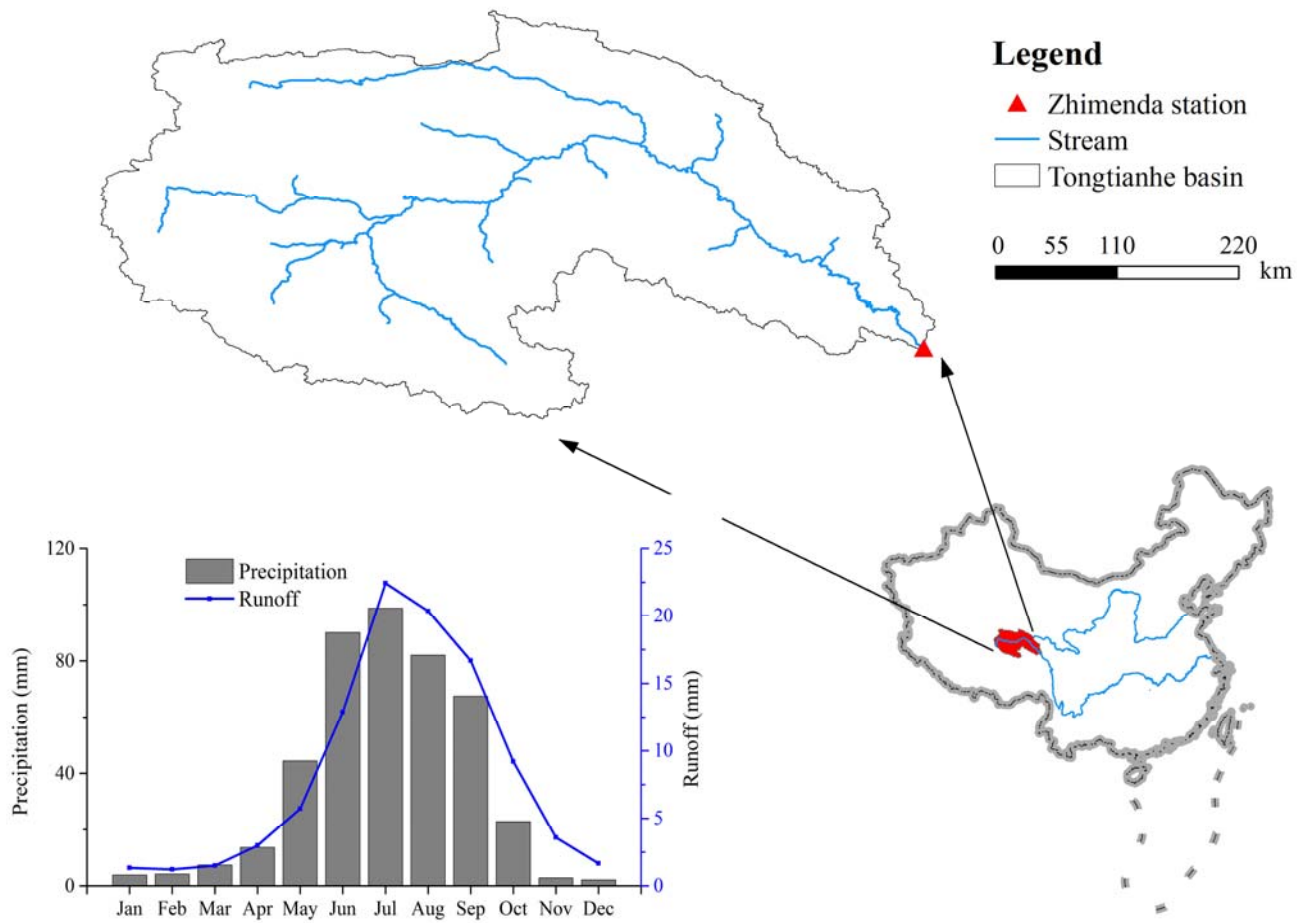 Legend
Zhimenda station
Stream
Tongtianhe basin
0 55 110 220
km
120
80
40
0
Precipitation (mm)
Precipitation
Runoff
25
20
15
10
5
0
Runoff (mm)
Jan Feb Mar Apr May Jun Jul Aug Sep Oct Nov Dec